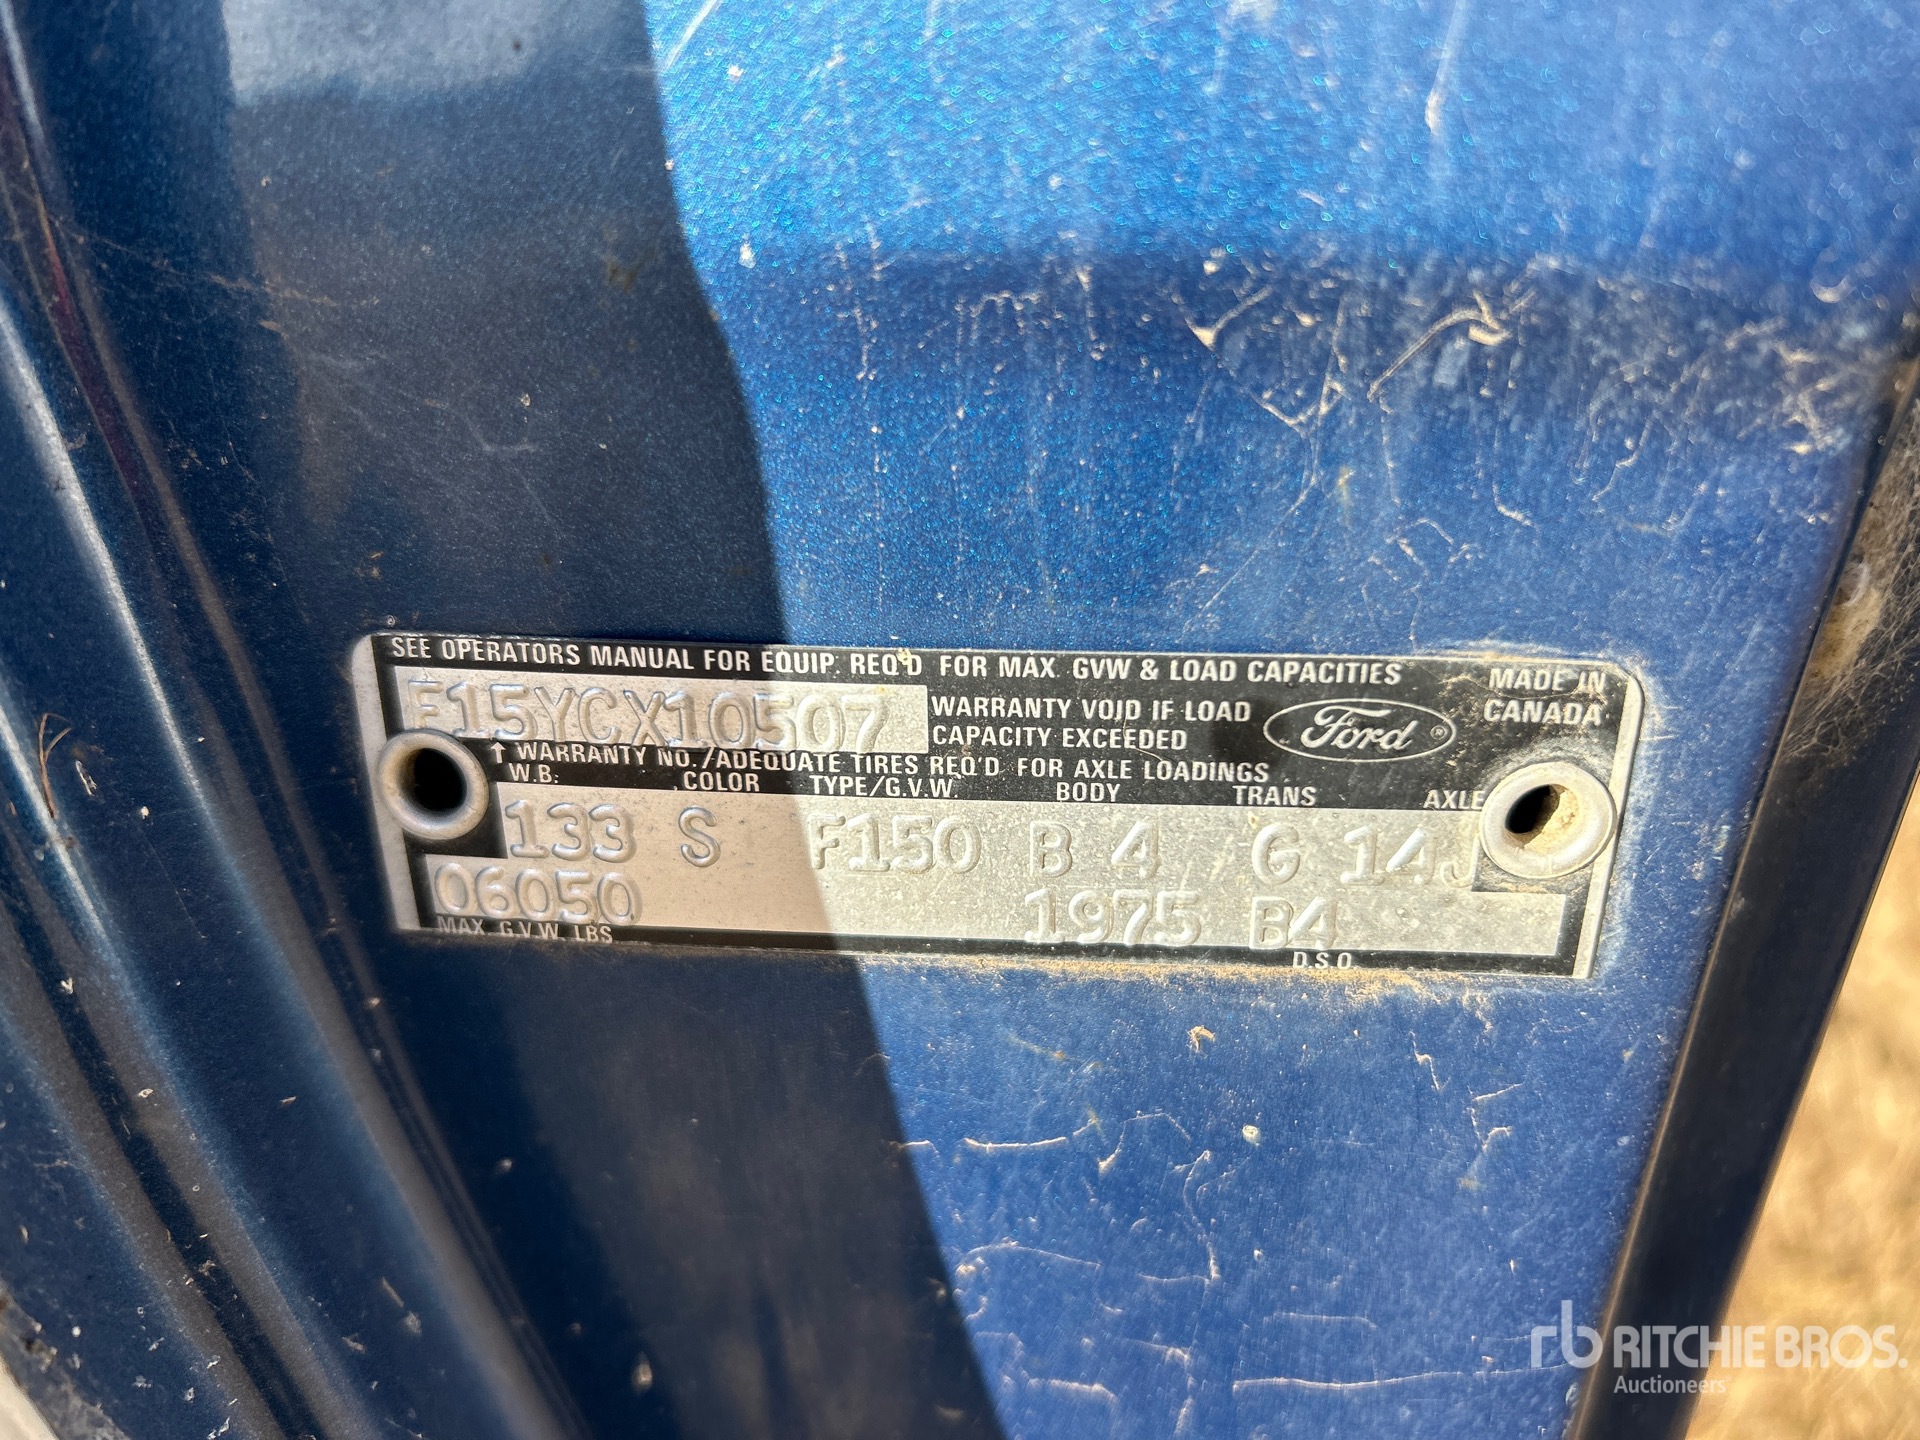 SEE OPERATORS MANUAL FOR EQUIP. REQ'D FOR MAX. GVW & LOAD CAPACITIES
MADE IN
CANADA
F15YCX10507
WARRANTY VOID IF LOAD
CAPACITY EXCEEDED
Ford ®
↑ WARRANTY NO./ADEQUATE TIRES REQ'D FOR AXLE LOADINGS
W.B. COLOR TYPE/G.V.W. BODY TRANS AXLE
133 S F150 B 4 G 14J
06050 1975 B4
MAX. G.V.W. LBS D.S.O
rb RITCHIE BROS.
Auctioneers